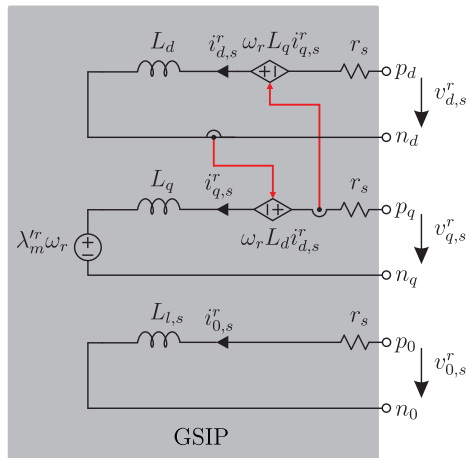 L_d i^r_{d,s} ω_r L_q i^r_{q,s} r_s p_d
v^r_{d,s}
n_d
L_q i^r_{q,s} r_s p_q
λ'^r_m ω_r + − ω_r L_d i^r_{d,s} v^r_{q,s}
n_q
L_{l,s} i^r_{0,s} r_s p_0
v^r_{0,s}
n_0
GSIP